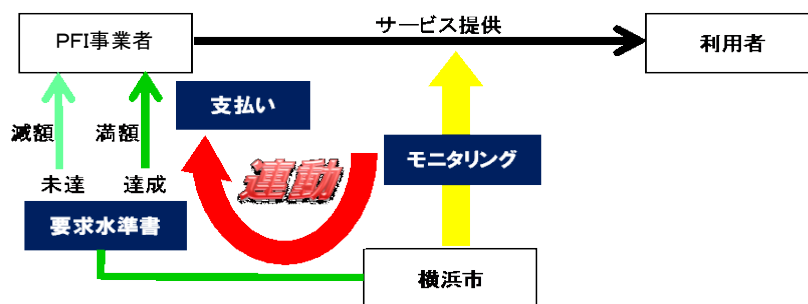 サービス提供
PFI事業者
利用者
支払い
減額
満額
連動
モニタリング
未達
達成
要求水準書
横浜市